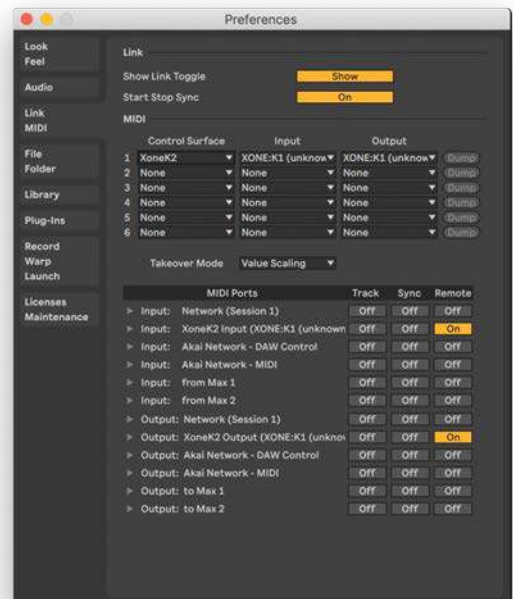 Preferences
Look
Feel
Audio
Link
MIDI
File
Folder
Library
Plug-Ins
Record
Warp
Launch
Licenses
Maintenance
Link
Show Link Toggle Show
Start Stop Sync On
MIDI
Control Surface Input Output
1 XoneK2 XONE:K1 (unknow XONE:K1 (unknow Dump
2 None None None Dump
3 None None None Dump
4 None None None Dump
5 None None None Dump
6 None None None Dump
Takeover Mode Value Scaling
MIDI Ports Track Sync Remote
Input: Network (Session 1) Off Off Off
Input: XoneK2 Input (XONE:K1 (unknown Off Off On
Input: Akai Network - DAW Control Off Off Off
Input: Akai Network - MIDI Off Off Off
Input: from Max 1 Off Off Off
Input: from Max 2 Off Off Off
Output: Network (Session 1) Off Off Off
Output: XoneK2 Output (XONE:K1 (unknow Off Off On
Output: Akai Network - DAW Control Off Off Off
Output: Akai Network - MIDI Off Off Off
Output: to Max 1 Off Off Off
Output: to Max 2 Off Off Off